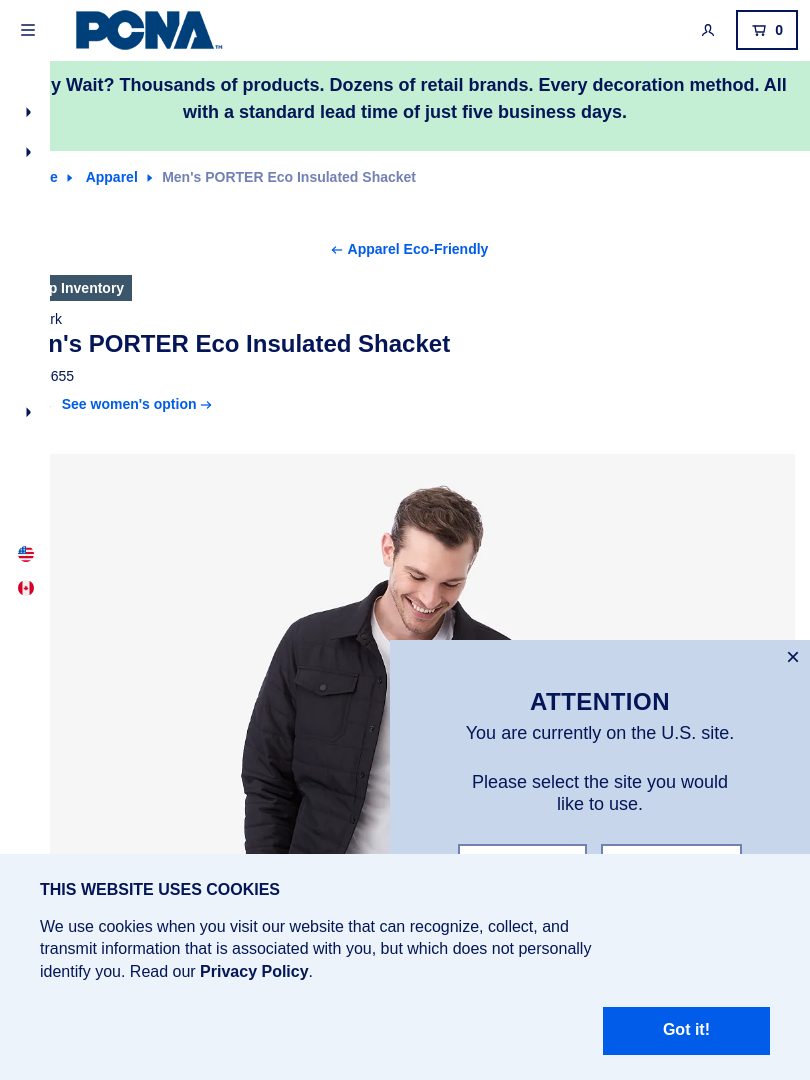 PCNA™
0
y Wait? Thousands of products. Dozens of retail brands. Every decoration method. All
with a standard lead time of just five business days.
e Apparel Men's PORTER Eco Insulated Shacket
Apparel Eco-Friendly
p Inventory
rk
n's PORTER Eco Insulated Shacket
655
See women's option
ATTENTION
You are currently on the U.S. site.
Please select the site you would
like to use.
THIS WEBSITE USES COOKIES
We use cookies when you visit our website that can recognize, collect, and
transmit information that is associated with you, but which does not personally
identify you. Read our Privacy Policy.
Got it!